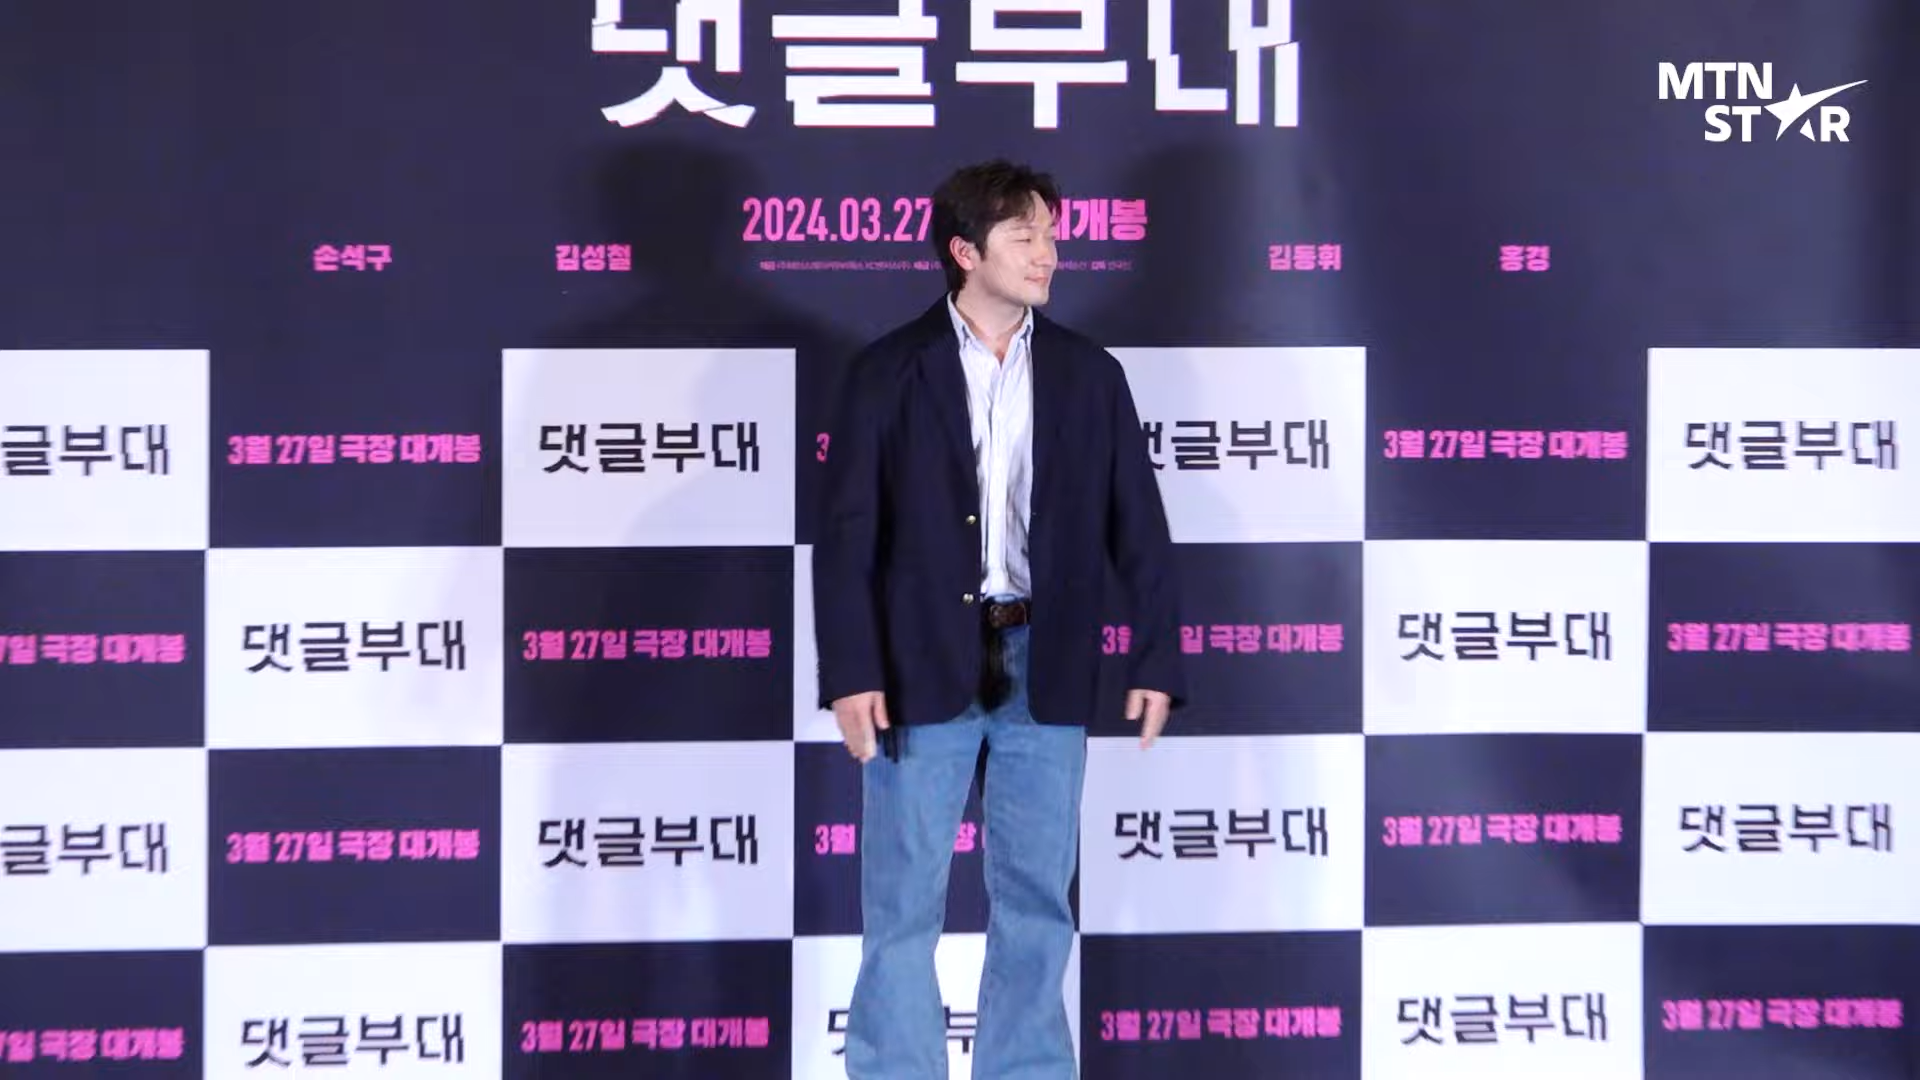 댓글부대
MTN
STAR
2024.03.27 대개봉
손석구
김성철
김동휘
홍경
글부대
3월 27일 극장 대개봉
댓글부대
3
댓글부대
3월 27일 극장 대개봉
댓글부대
7일 극장 대개봉
댓글부대
3월 27일 극장 대개봉
3월 일 극장 대개봉
댓글부대
3월 27일 극장 대개봉
글부대
3월 27일 극장 대개봉
댓글부대
3월 장
댓글부대
3월 27일 극장 대개봉
댓글부대
7일 극장 대개봉
댓글부대
3월 27일 극장 대개봉
부
3월 27일 극장 대개봉
댓글부대
3월 27일 극장 대개봉